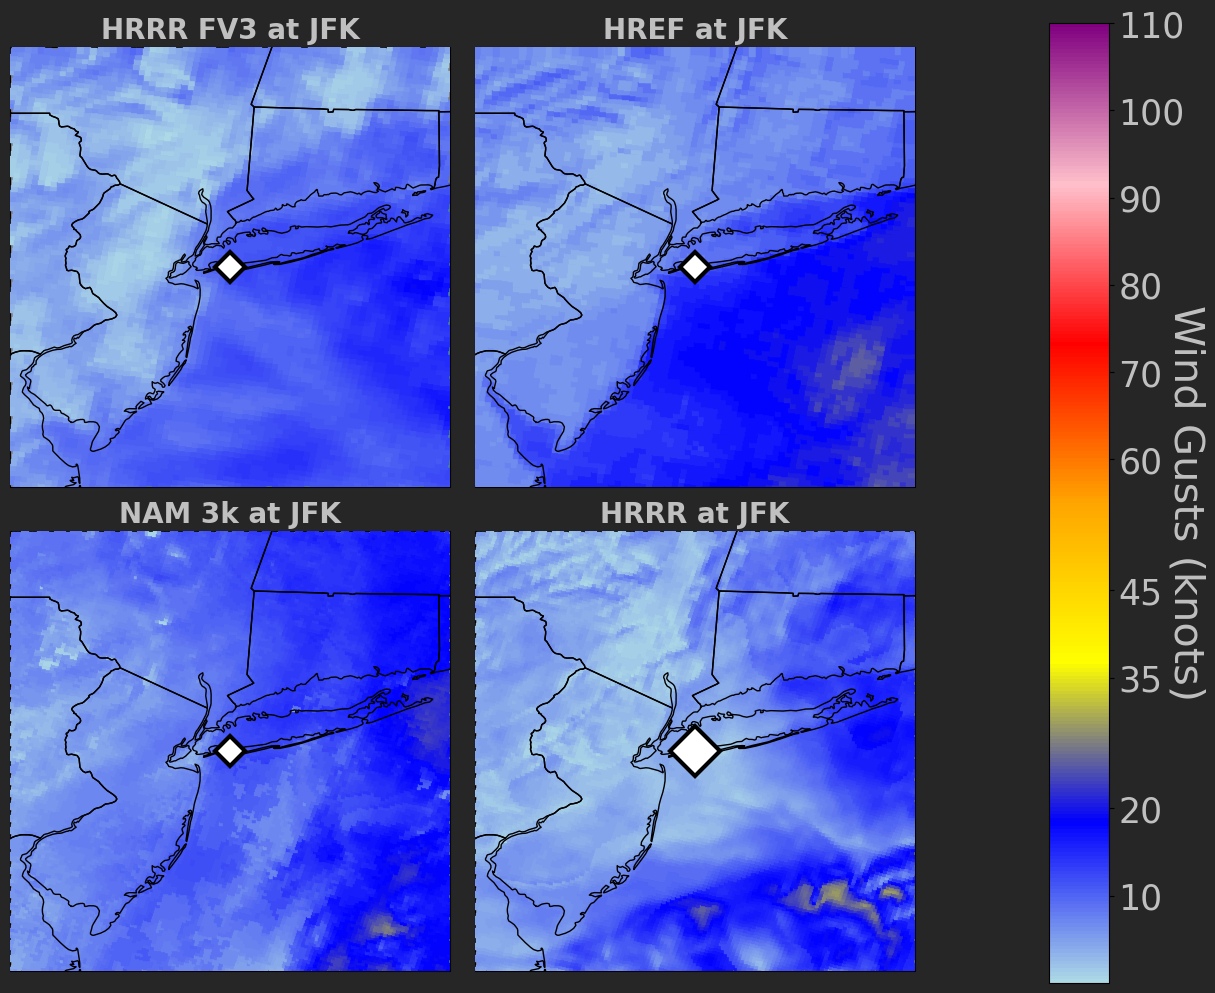 HRRR FV3 at JFK
HREF at JFK
NAM 3k at JFK
HRRR at JFK
110
100
90
80
70
60
45
35
20
10
Wind Gusts (knots)